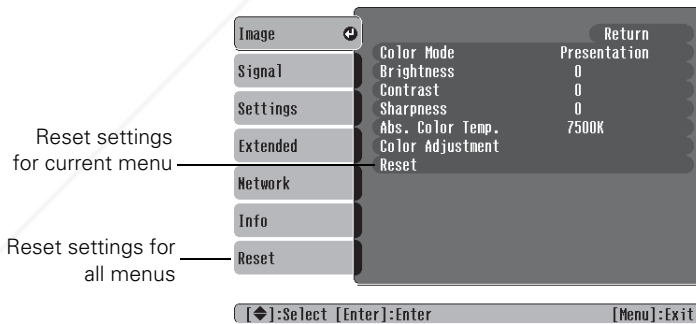 Image
Signal
Settings
Extended
Network
Info
Reset
Return
Color Mode Presentation
Brightness 0
Contrast 0
Sharpness 0
Abs. Color Temp. 7500K
Color Adjustment
Reset
Reset settings
for current menu
Reset settings for
all menus
[◆]:Select [Enter]:Enter [Menu]:Exit